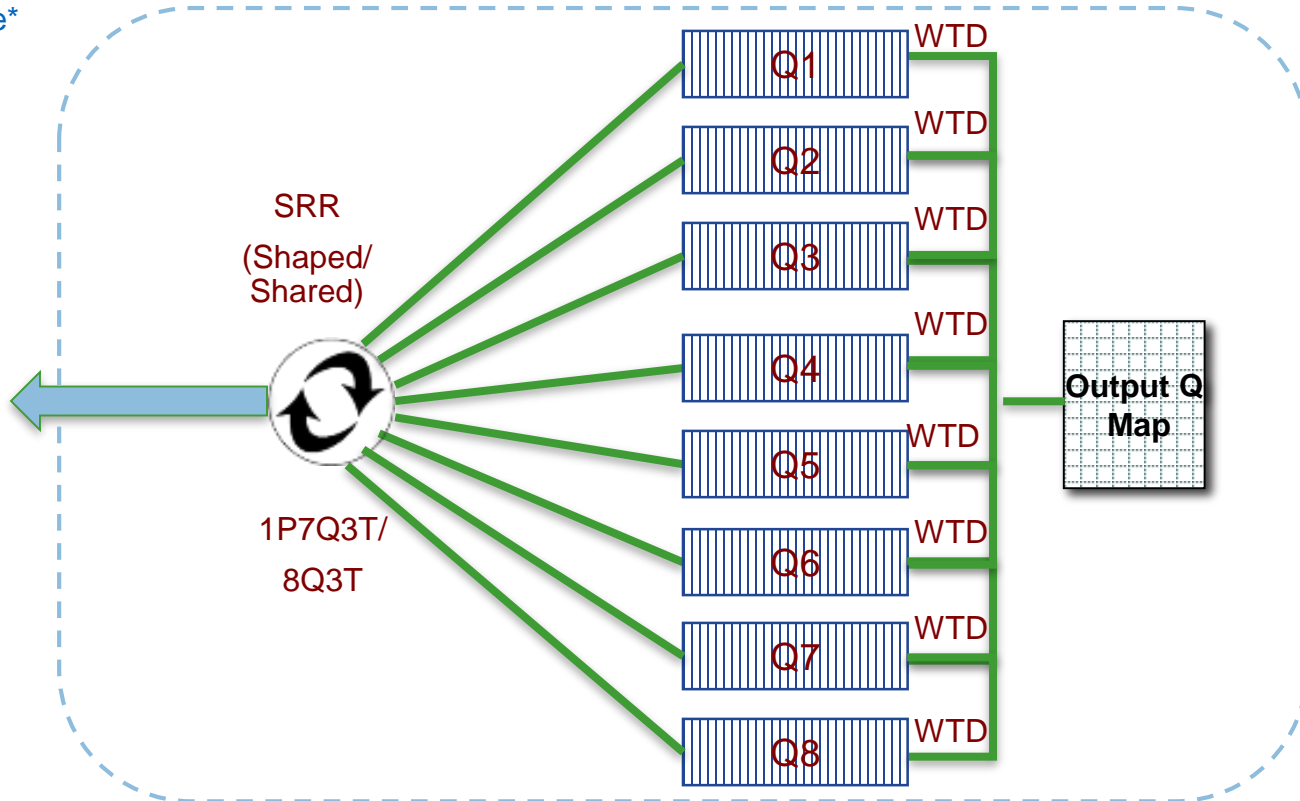 e*
WTD
Q1
WTD
Q2
WTD
Q3
WTD
Q4
WTD
Q5
WTD
Q6
WTD
Q7
WTD
Q8
SRR
(Shaped/
Shared)
1P7Q3T/
8Q3T
Output Q
Map